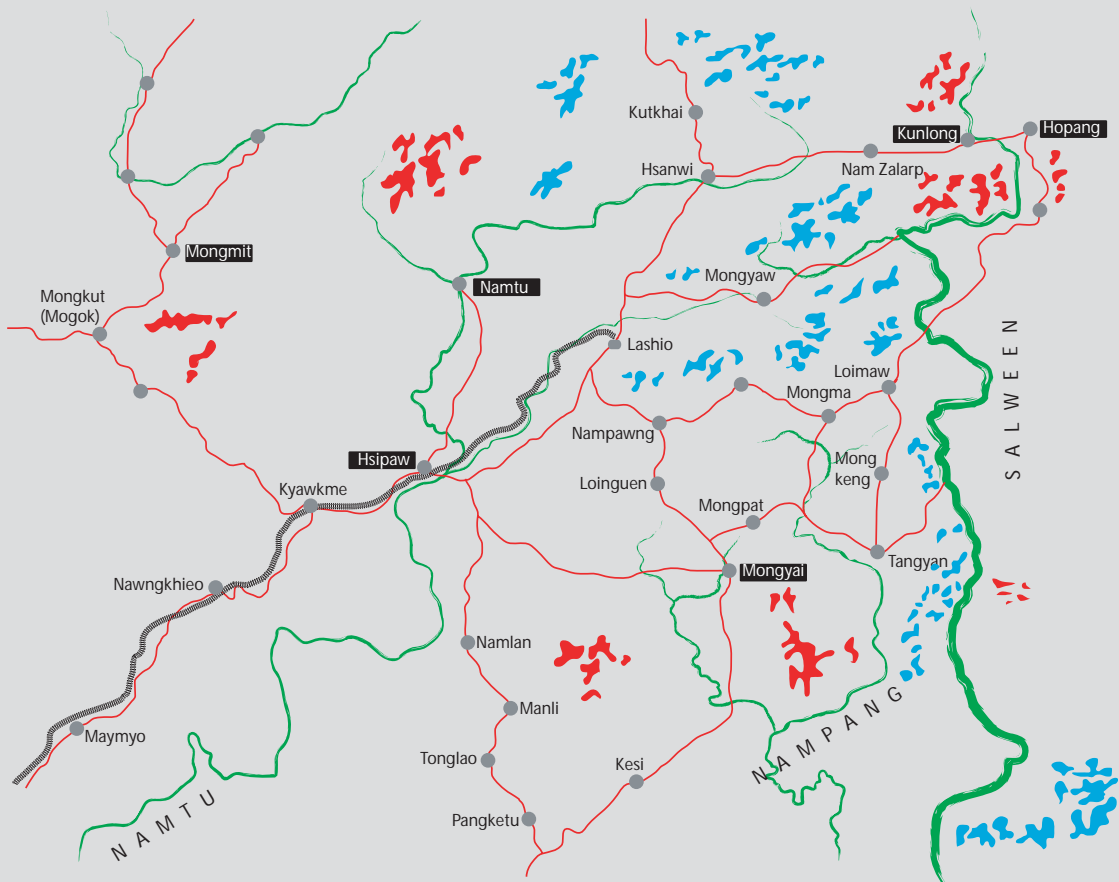 Kutkhai
Kunlong
Hopang
Nam Zalarp
Hsanwi
Mongmit
Mongyaw
Namtu
Mongkut
(Mogok)
Lashio
SALWEEN
Loimaw
Mongma
Nampawng
Hsipaw
Mong
keng
Loinguen
Kyawkme
Mongpat
Tangyan
Mongyai
Nawngkhieo
Namlan
NAMPANG
Manli
Maymyo
Tonglao
Kesi
NAMTU
Pangketu